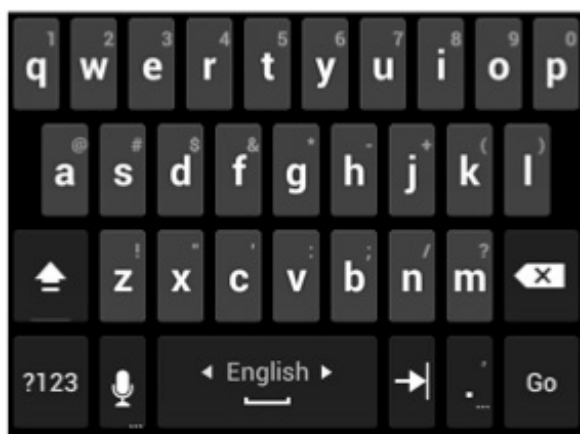 1 2 3 4 5 6 7 8 9 0
q w e r t y u i o p
@ # $ & * - + ( )
a s d f g h j k l
! " ' : ; / ?
z x c v b n m
?123 ◂ English ▸ . Go